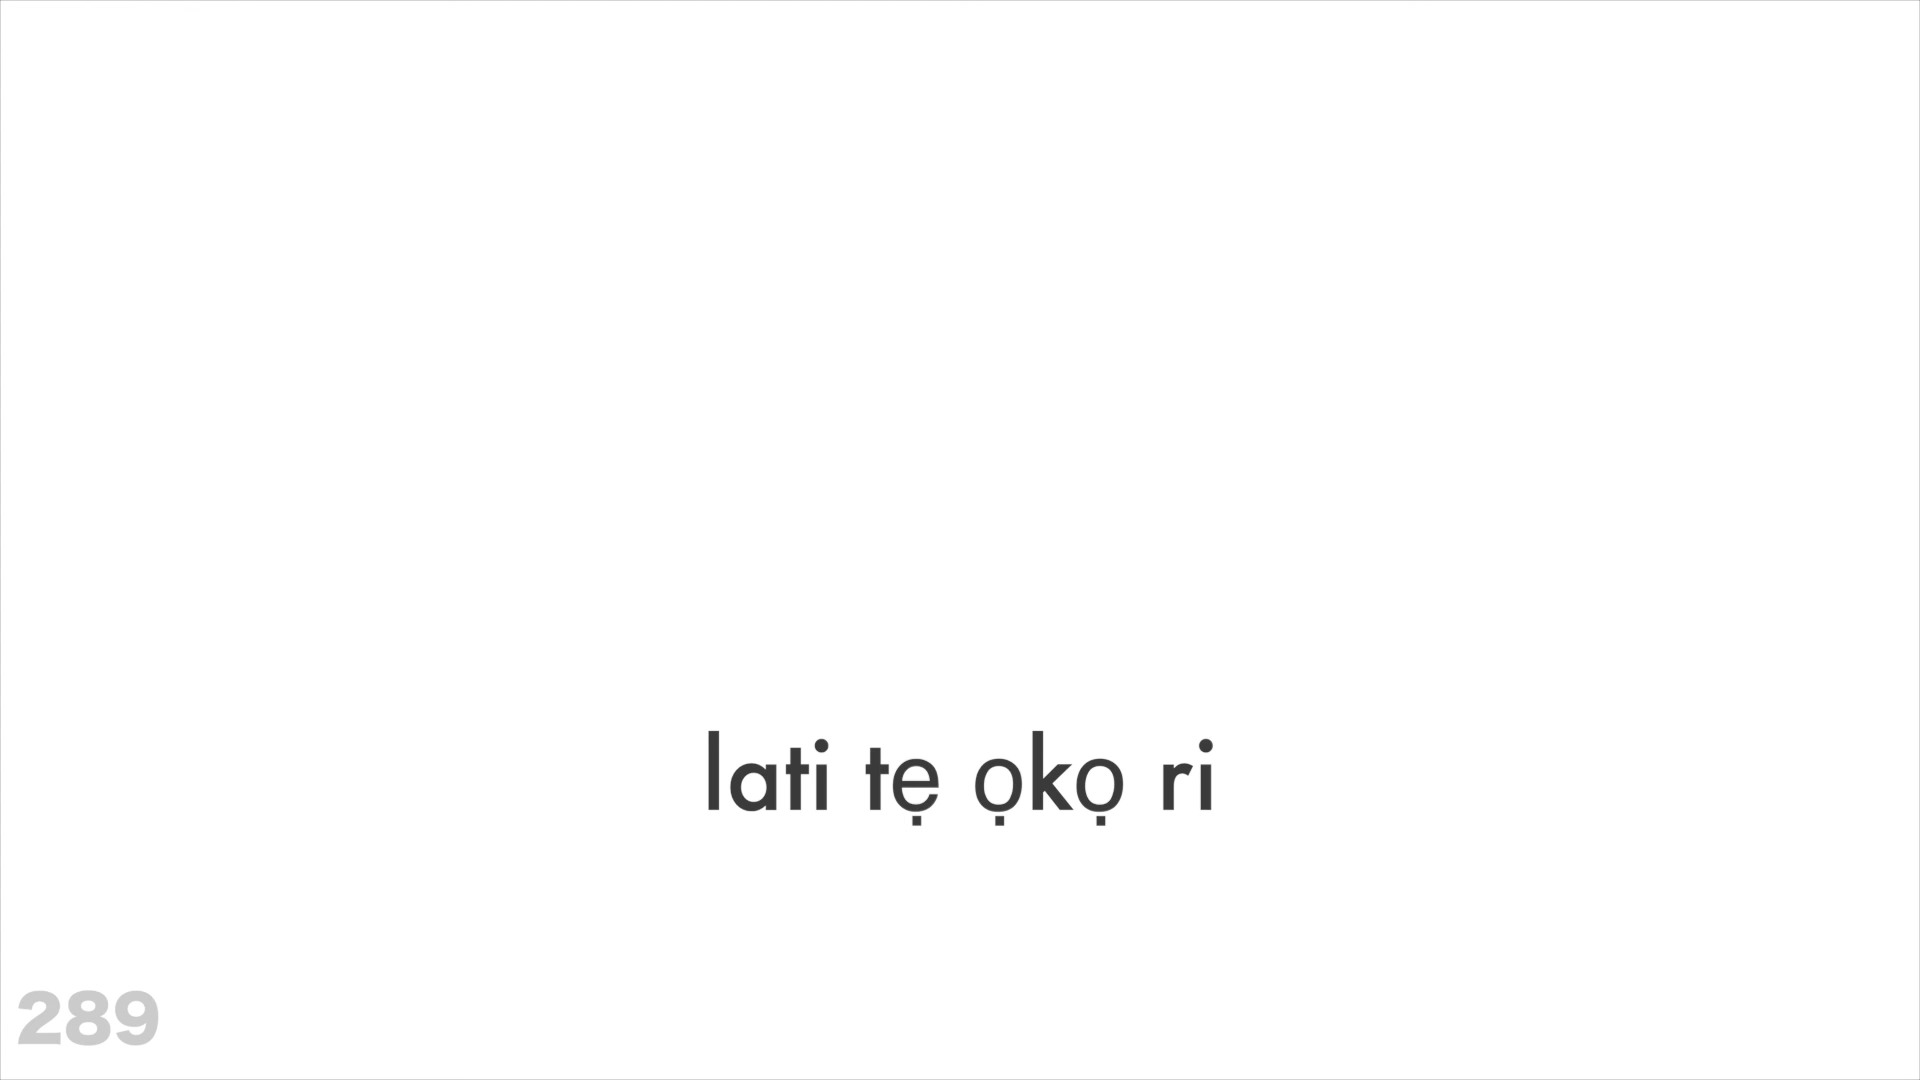 lati tẹ ọkọ ri
289